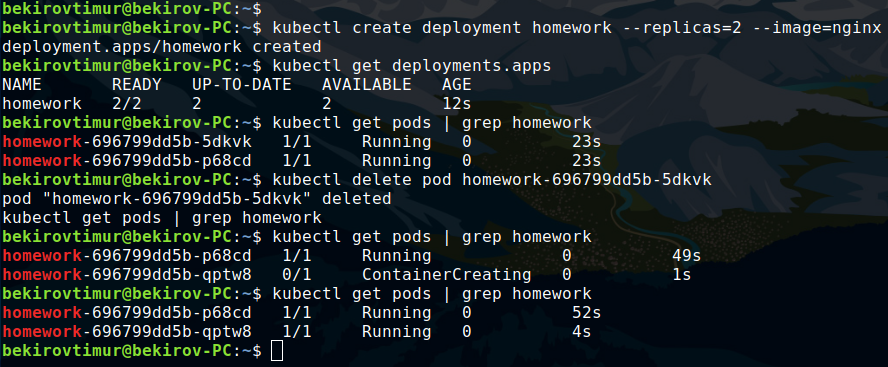 bekirovtimur@bekirov-PC:~$
bekirovtimur@bekirov-PC:~$ kubectl create deployment homework --replicas=2 --image=nginx
deployment.apps/homework created
bekirovtimur@bekirov-PC:~$ kubectl get deployments.apps
NAME       READY   UP-TO-DATE   AVAILABLE   AGE
homework   2/2     2            2           12s
bekirovtimur@bekirov-PC:~$ kubectl get pods | grep homework
homework-696799dd5b-5dkvk   1/1     Running   0          23s
homework-696799dd5b-p68cd   1/1     Running   0          23s
bekirovtimur@bekirov-PC:~$ kubectl delete pod homework-696799dd5b-5dkvk
pod "homework-696799dd5b-5dkvk" deleted
kubectl get pods | grep homework
bekirovtimur@bekirov-PC:~$ kubectl get pods | grep homework
homework-696799dd5b-p68cd   1/1     Running             0          49s
homework-696799dd5b-qptw8   0/1     ContainerCreating   0          1s
bekirovtimur@bekirov-PC:~$ kubectl get pods | grep homework
homework-696799dd5b-p68cd   1/1     Running   0          52s
homework-696799dd5b-qptw8   1/1     Running   0          4s
bekirovtimur@bekirov-PC:~$